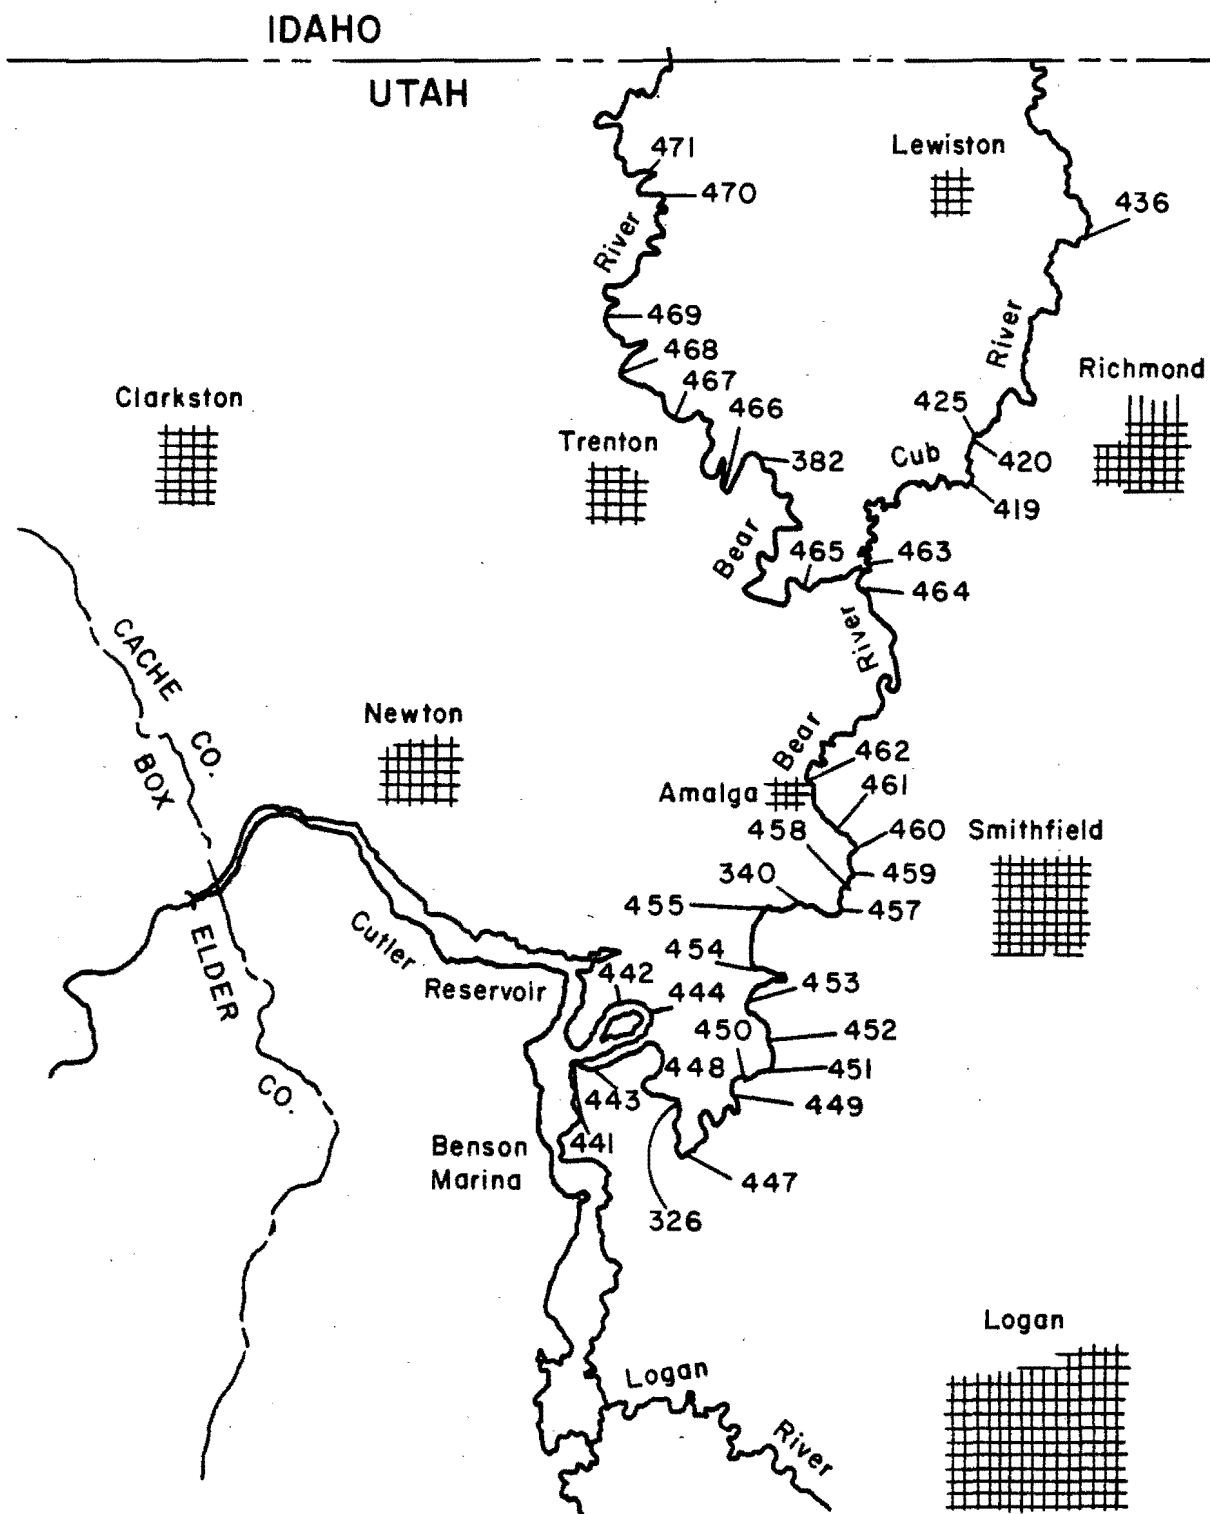 IDAHO
UTAH
471
Lewiston
470
436
River
469
River
468
Richmond
467
Clarkston
425
466
Trenton
382
Cub
420
419
Bear
465
463
464
River
CACHE
CO.
Newton
Bear
BOX
462
Amalga
461
458
460
Smithfield
340
459
455
457
Cutler
ELDER
454
442
Reservoir
444
453
450
452
448
451
CO.
443
449
441
Benson
Marina
447
326
Logan
Logan
River